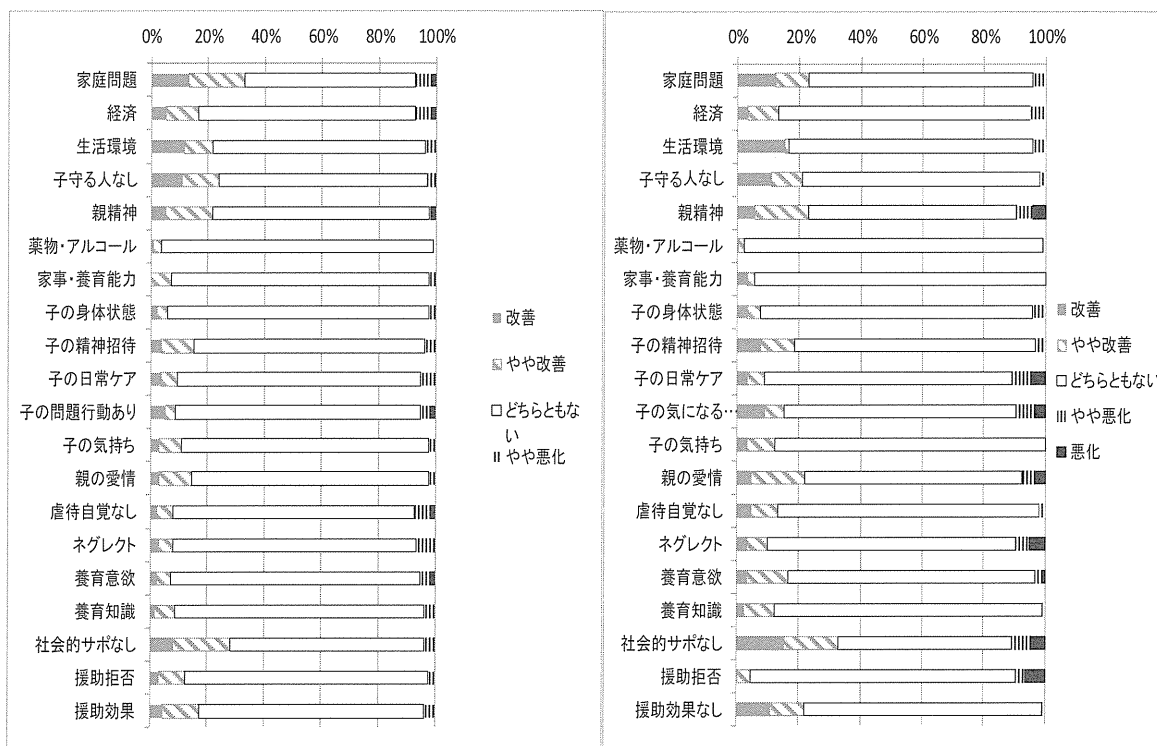 0% 20% 40% 60% 80% 100%
家庭問題
経済
生活環境
子守る人なし
親精神
薬物・アルコール
家事・養育能力
子の身体状態
子の精神招待
子の日常ケア
子の問題行動あり
子の気持ち
親の愛情
虐待自覚なし
ネグレクト
養育意欲
養育知識
社会的サポなし
援助拒否
援助効果
改善
やや改善
どちらともな
い
やや悪化
0% 20% 40% 60% 80% 100%
家庭問題
経済
生活環境
子守る人なし
親精神
薬物・アルコール
家事・養育能力
子の身体状態
子の精神招待
子の日常ケア
子の気になる…
子の気持ち
親の愛情
虐待自覚なし
ネグレクト
養育意欲
養育知識
社会的サポなし
援助拒否
援助効果なし
改善
やや改善
どちらともない
やや悪化
悪化